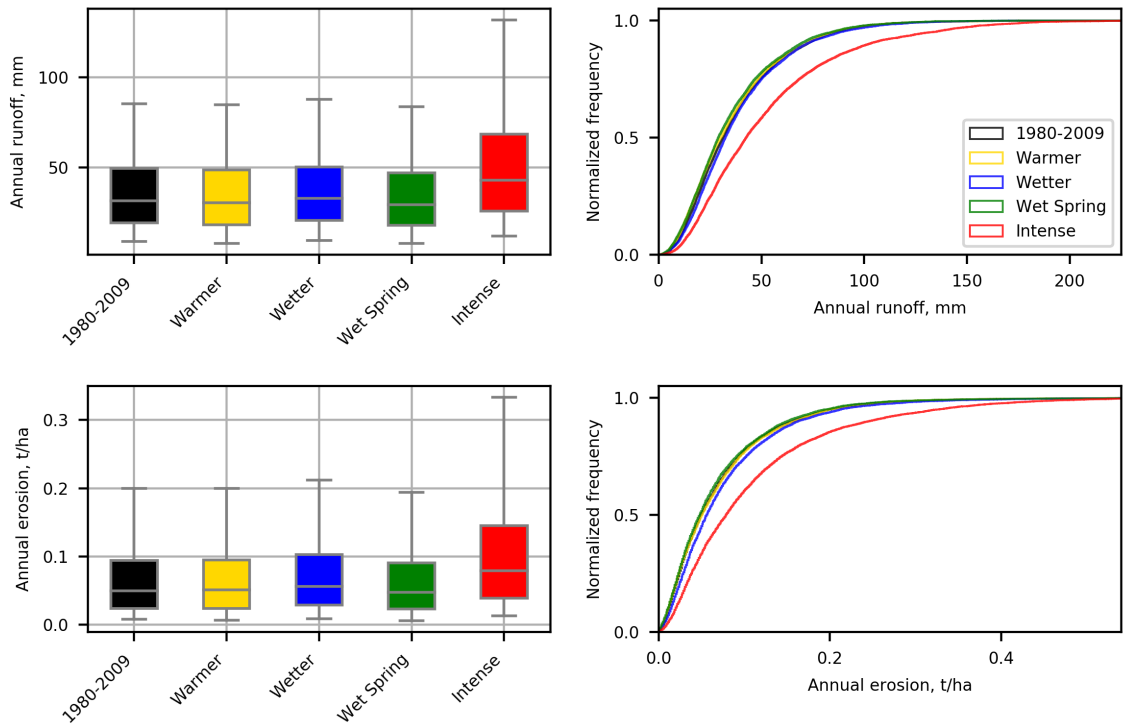 Annual runoff, mm
100
50
1980-2009
Warmer
Wetter
Wet Spring
Intense
Normalized frequency
1.0
0.5
0.0
1980-2009
Warmer
Wetter
Wet Spring
Intense
0 50 100 150 200
Annual runoff, mm
Annual erosion, t/ha
0.3
0.2
0.1
0.0
1980-2009
Warmer
Wetter
Wet Spring
Intense
Normalized frequency
1.0
0.5
0.0
0.0 0.2 0.4
Annual erosion, t/ha